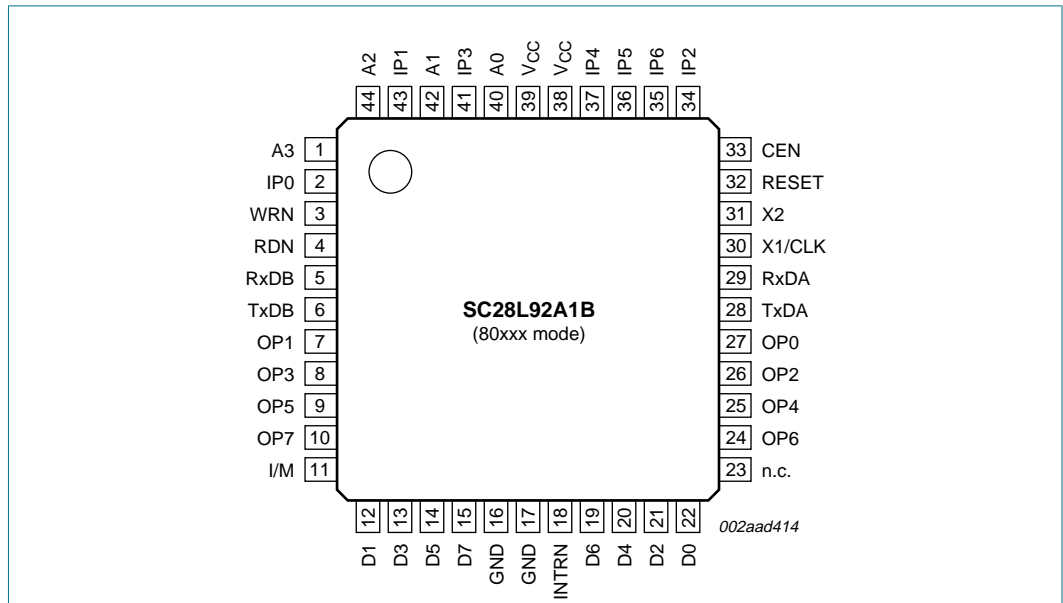 A2 IP1 A1 IP3 A0 VCC VCC IP4 IP5 IP6 IP2
44 43 42 41 40 39 38 37 36 35 34
A3 1 33 CEN
IP0 2 32 RESET
WRN 3 31 X2
RDN 4 30 X1/CLK
RxDB 5 29 RxDA
TxDB 6 28 TxDA
OP1 7 27 OP0
OP3 8 26 OP2
OP5 9 25 OP4
OP7 10 24 OP6
I/M 11 23 n.c.
SC28L92A1B
(80xxx mode)
12 13 14 15 16 17 18 19 20 21 22
D1 D3 D5 D7 GND GND INTRN D6 D4 D2 D0
002aad414